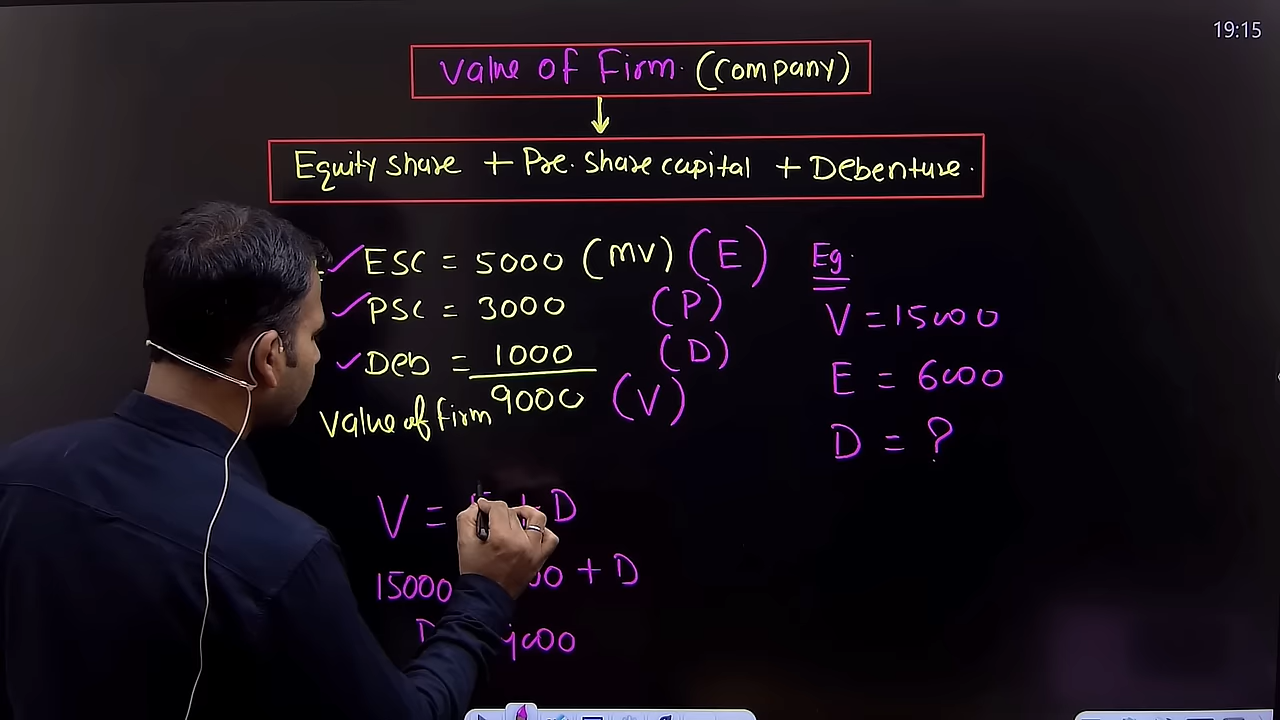 19:15
Value of Firm. (Company)
Equity share + Pre. share capital + Debenture.
ESC = 5000 (MV) (E)
PSC = 3000 (P)
Deb = 1000 (D)
Value of Firm 9000 (V)
Eg.
V = 15000
E = 6000
D = ?
V = + D
15000 + D
D